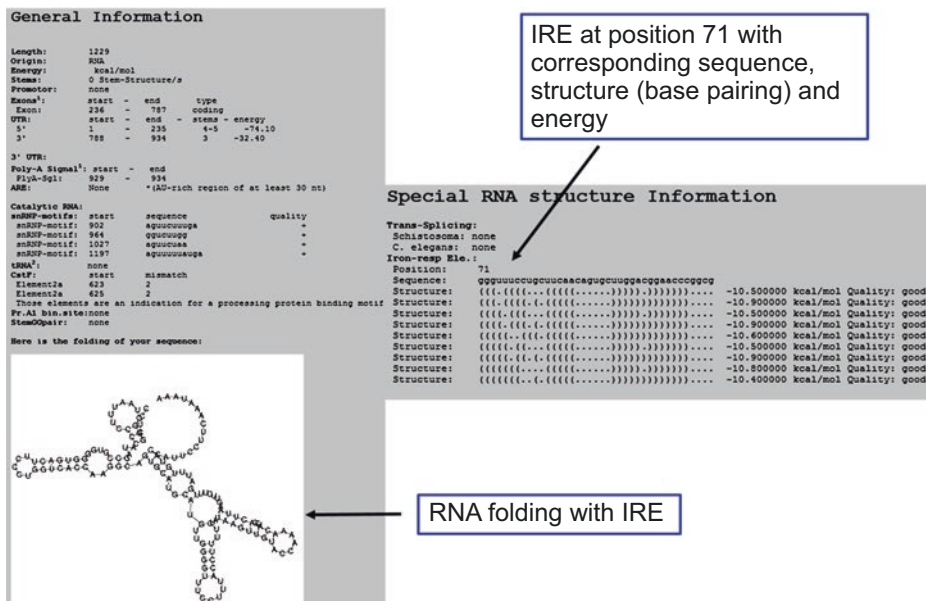 General Information
Length: 1229
Origin: RNA
Energy: kcal/mol
Stems: 0 Stem-Structure/s
Promotor: none
Exons1: start - end type
Exon: 236 - 787 coding
UTR: start - end - stems - energy
5' 1 - 235 4-5 -74.10
3' 788 - 934 3 -32.40
3' UTR:
Poly-A Signal1: start - end
PlyA-Sgl: 929 - 934
ARE: None *(AU-rich region of at least 30 nt)
Catalytic RNA:
snRNP-motifs: start sequence quality
snRNP-motif: 902 aguucuuuga +
snRNP-motif: 964 ggucuugg +
snRNP-motif: 1027 aguucuaa +
snRNP-motif: 1197 aguuuuuauga +
tRNA2: none
CstF: start mismatch
Element2a 623 2
Element2a 625 2
Those elements are an indication for a processing protein binding motif
Pr.A1 bin.site:none
StemGGpair: none
Here is the folding of your sequence:
IRE at position 71 with
corresponding sequence,
structure (base pairing) and
energy
Special RNA structure Information
Trans-Splicing:
Schistosoma: none
C. elegans: none
Iron-resp Ele.:
Position: 71
Sequence: ggguuuccugcuucaacagugcuuggacggaacccggcg
Structure: ((((.(((((...(((((......))))).))))))))).... -10.500000 kcal/mol Quality: good
Structure: -10.900000 kcal/mol Quality: good
Structure: -10.500000 kcal/mol Quality: good
Structure: -10.900000 kcal/mol Quality: good
Structure: -10.600000 kcal/mol Quality: good
Structure: -10.500000 kcal/mol Quality: good
Structure: -10.900000 kcal/mol Quality: good
Structure: -10.800000 kcal/mol Quality: good
Structure: -10.400000 kcal/mol Quality: good
RNA folding with IRE